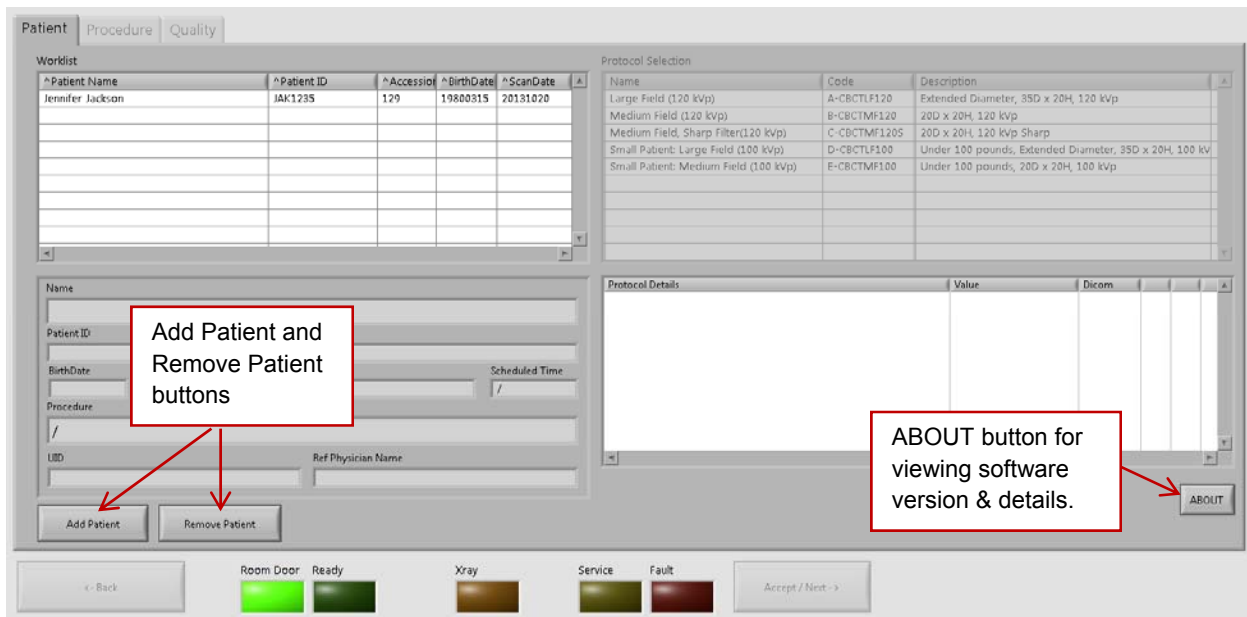 Patient Procedure Quality
Worklist
^Patient Name ^Patient ID ^Accession ^BirthDate ^ScanDate
Jennifer Jackson JAK1235 129 19800315 20131020
Protocol Selection
Name Code Description
Large Field (120 kVp) A-CBCTLF120 Extended Diameter, 35D x 20H, 120 kVp
Medium Field (120 kVp) B-CBCTMF120 20D x 20H, 120 kVp
Medium Field, Sharp Filter(120 kVp) C-CBCTMF120S 20D x 20H, 120 kVp Sharp
Small Patient: Large Field (100 kVp) D-CBCTLF100 Under 100 pounds, Extended Diameter, 35D x 20H, 100 kV
Small Patient: Medium Field (100 kVp) E-CBCTMF100 Under 100 pounds, 20D x 20H, 100 kVp
Name
Patient ID
BirthDate
Scheduled Time
/
Procedure
/
UID Ref Physician Name
Add Patient and
Remove Patient
buttons
Add Patient Remove Patient
Protocol Details Value Dicom
ABOUT button for
viewing software
version & details.
ABOUT
<- Back
Room Door Ready Xray Service Fault
Accept / Next ->